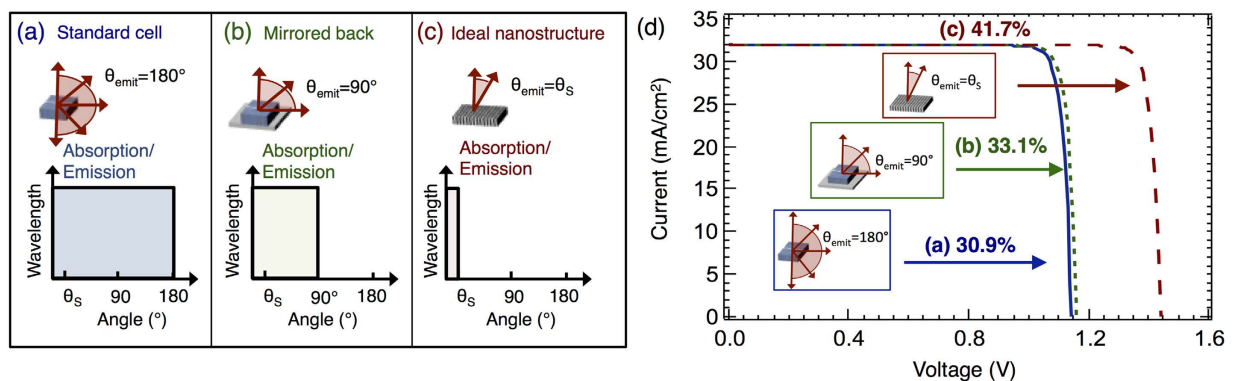 (a) Standard cell
θemit=180°
Absorption/
Emission
Wavelength
θS 90 180
Angle (°)
(b) Mirrored back
θemit=90°
Absorption/
Emission
Wavelength
θS 90° 180
Angle (°)
(c) Ideal nanostructure
θemit=θS
Absorption/
Emission
Wavelength
θS 90 180
Angle (°)
(d)
35
30
25
20
15
10
5
0
Current (mA/cm2)
(c) 41.7%
θemit=θS
(b) 33.1%
θemit=90°
(a) 30.9%
θemit=180°
0.0 0.4 0.8 1.2 1.6
Voltage (V)